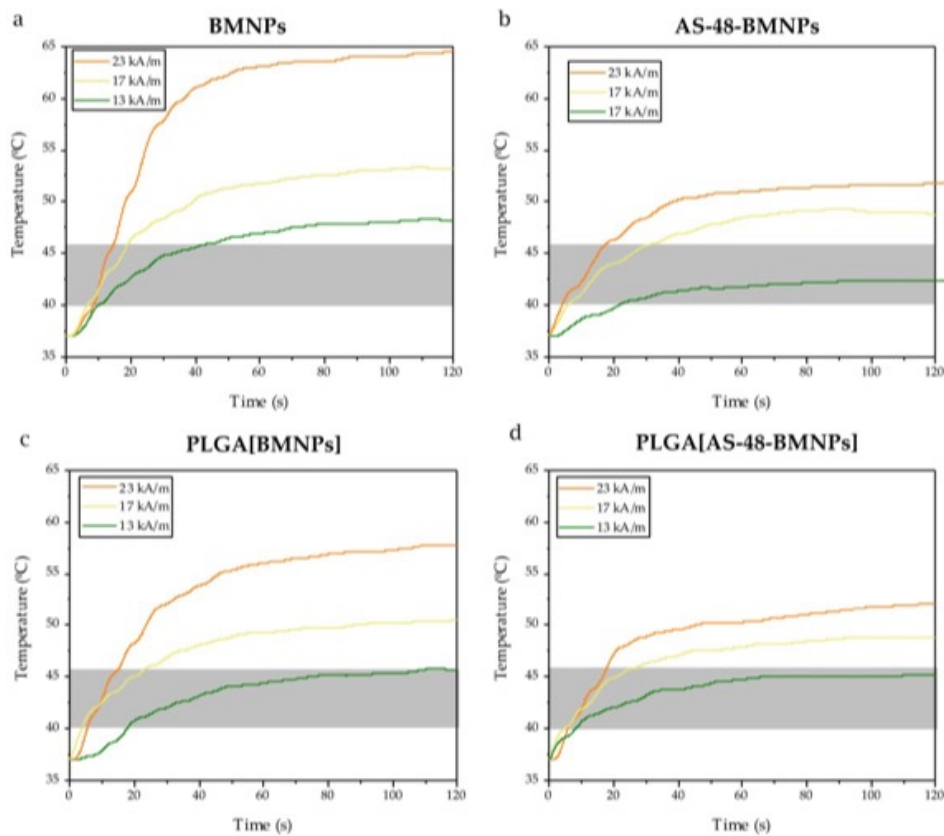 a
BMNPs
23 kA/m
17 kA/m
13 kA/m
65
60
55
50
45
40
35
Temperature (ºC)
0 20 40 60 80 100 120
Time (s)
b
AS-48-BMNPs
23 kA/m
17 kA/m
17 kA/m
65
60
55
50
45
40
35
Temperature (ºC)
0 20 40 60 80 100 120
Time (s)
c
PLGA[BMNPs]
23 kA/m
17 kA/m
13 kA/m
65
60
55
50
45
40
35
Temperature (ºC)
0 20 40 60 80 100 120
Time (s)
d
PLGA[AS-48-BMNPs]
23 kA/m
17 kA/m
13 kA/m
65
60
55
50
45
40
35
Temperature (ºC)
0 20 40 60 80 100 120
Time (s)